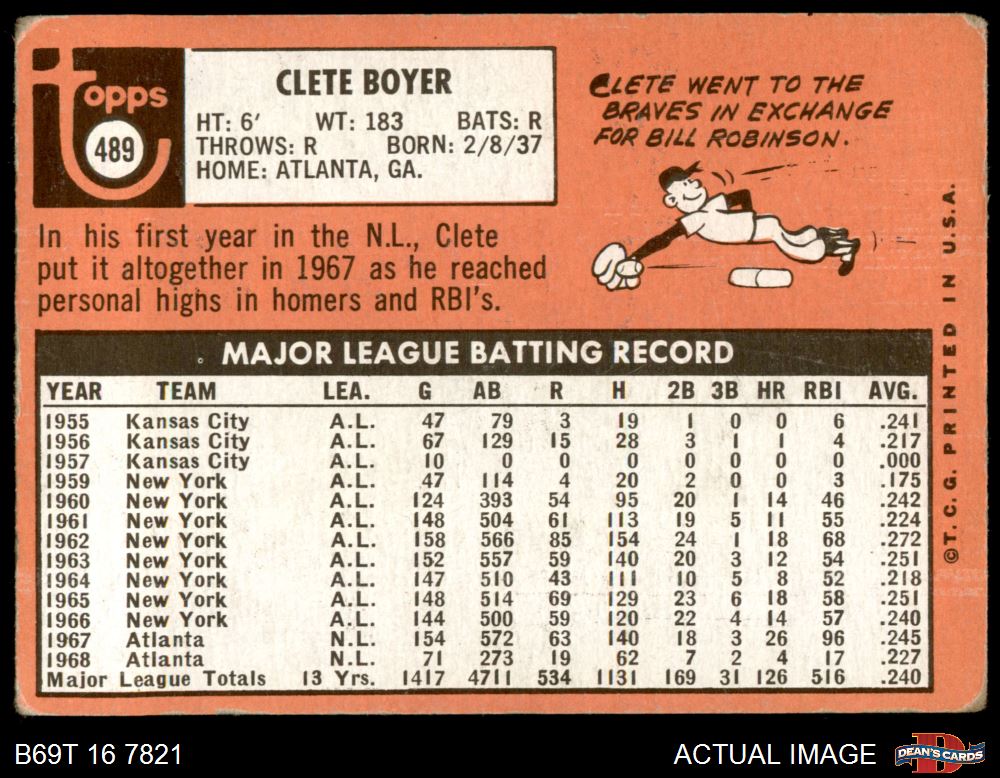 Topps
489
CLETE BOYER
HT: 6' WT: 183 BATS: R
THROWS: R BORN: 2/8/37
HOME: ATLANTA, GA.
CLETE WENT TO THE
BRAVES IN EXCHANGE
FOR BILL ROBINSON.
In his first year in the N.L., Clete
put it altogether in 1967 as he reached
personal highs in homers and RBI's.
MAJOR LEAGUE BATTING RECORD
YEAR TEAM LEA. G AB R H 2B 3B HR RBI AVG.
1955 Kansas City A.L. 47 79 3 19 1 0 0 6 .241
1956 Kansas City A.L. 67 129 15 28 3 1 1 4 .217
1957 Kansas City A.L. 10 0 0 0 0 0 0 0 .000
1959 New York A.L. 47 114 4 20 2 0 0 3 .175
1960 New York A.L. 124 393 54 95 20 1 14 46 .242
1961 New York A.L. 148 504 61 113 19 5 11 55 .224
1962 New York A.L. 158 566 85 154 24 1 18 68 .272
1963 New York A.L. 152 557 59 140 20 3 12 54 .251
1964 New York A.L. 147 510 43 111 10 5 8 52 .218
1965 New York A.L. 148 514 69 129 23 6 18 58 .251
1966 New York A.L. 144 500 59 120 22 4 14 57 .240
1967 Atlanta N.L. 154 572 63 140 18 3 26 96 .245
1968 Atlanta N.L. 71 273 19 62 7 2 4 17 .227
Major League Totals 13 Yrs. 1417 4711 534 1131 169 31 126 516 .240
©T.C.G. PRINTED IN U.S.A.
B69T 16 7821
ACTUAL IMAGE
DEAN'S CARDS